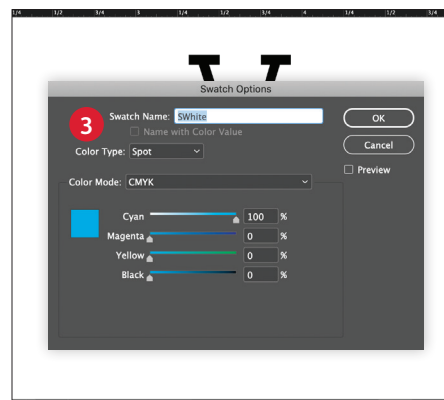 1/4 1/2 3/4 3 1/4 1/2 3/4 4 1/4 1/2 3/4
Swatch Options
3
Swatch Name: SWhite
OK
Name with Color Value
Cancel
Color Type: Spot
Preview
Color Mode: CMYK
Cyan 100 %
Magenta 0 %
Yellow 0 %
Black 0 %